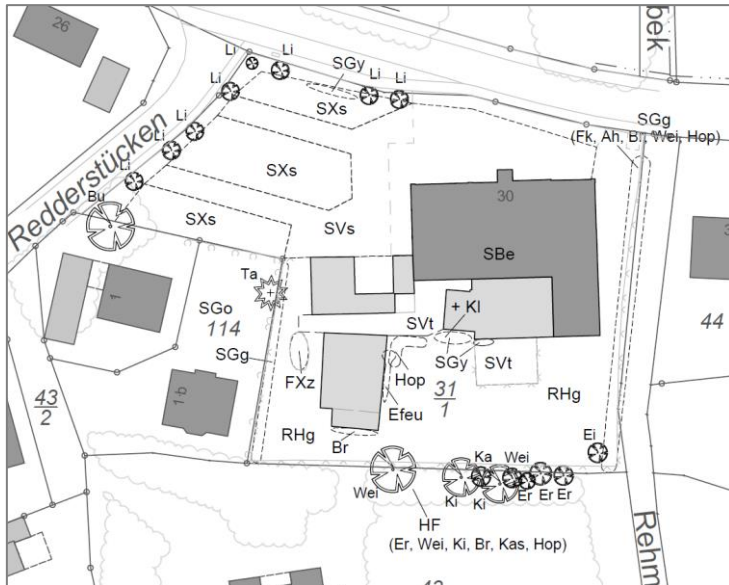 26
bek
Li
Li
SGy
Li
Li
Li
SXs
Li
SGg
(Fk, Ah, Br, Wei, Hop)
Li
Li
SXs
Redderstücken
Bu
SXs
SVs
30
SBe
Ta
1
SGo
114
+ Kl
SVt
SGg
SGy
SVt
44
FXz
Hop
31
1
43
2
1 b
Efeu
RHg
RHg
Br
Ei
Wei
Ka
Wei
Ki
Ki
Er
Er
Er
HF
(Er, Wei, Ki, Br, Kas, Hop)
Rehm